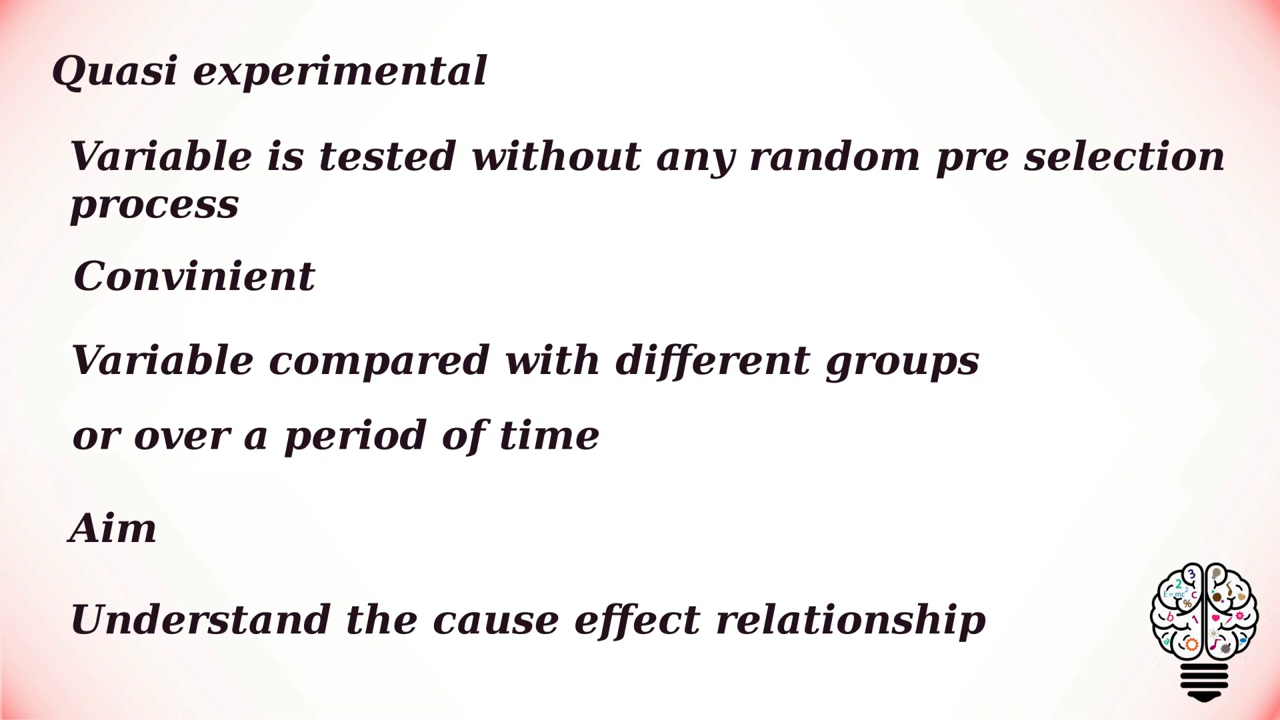 Quasi experimental
Variable is tested without any random pre selection
process
Convinient
Variable compared with different groups
or over a period of time
Aim
Understand the cause effect relationship